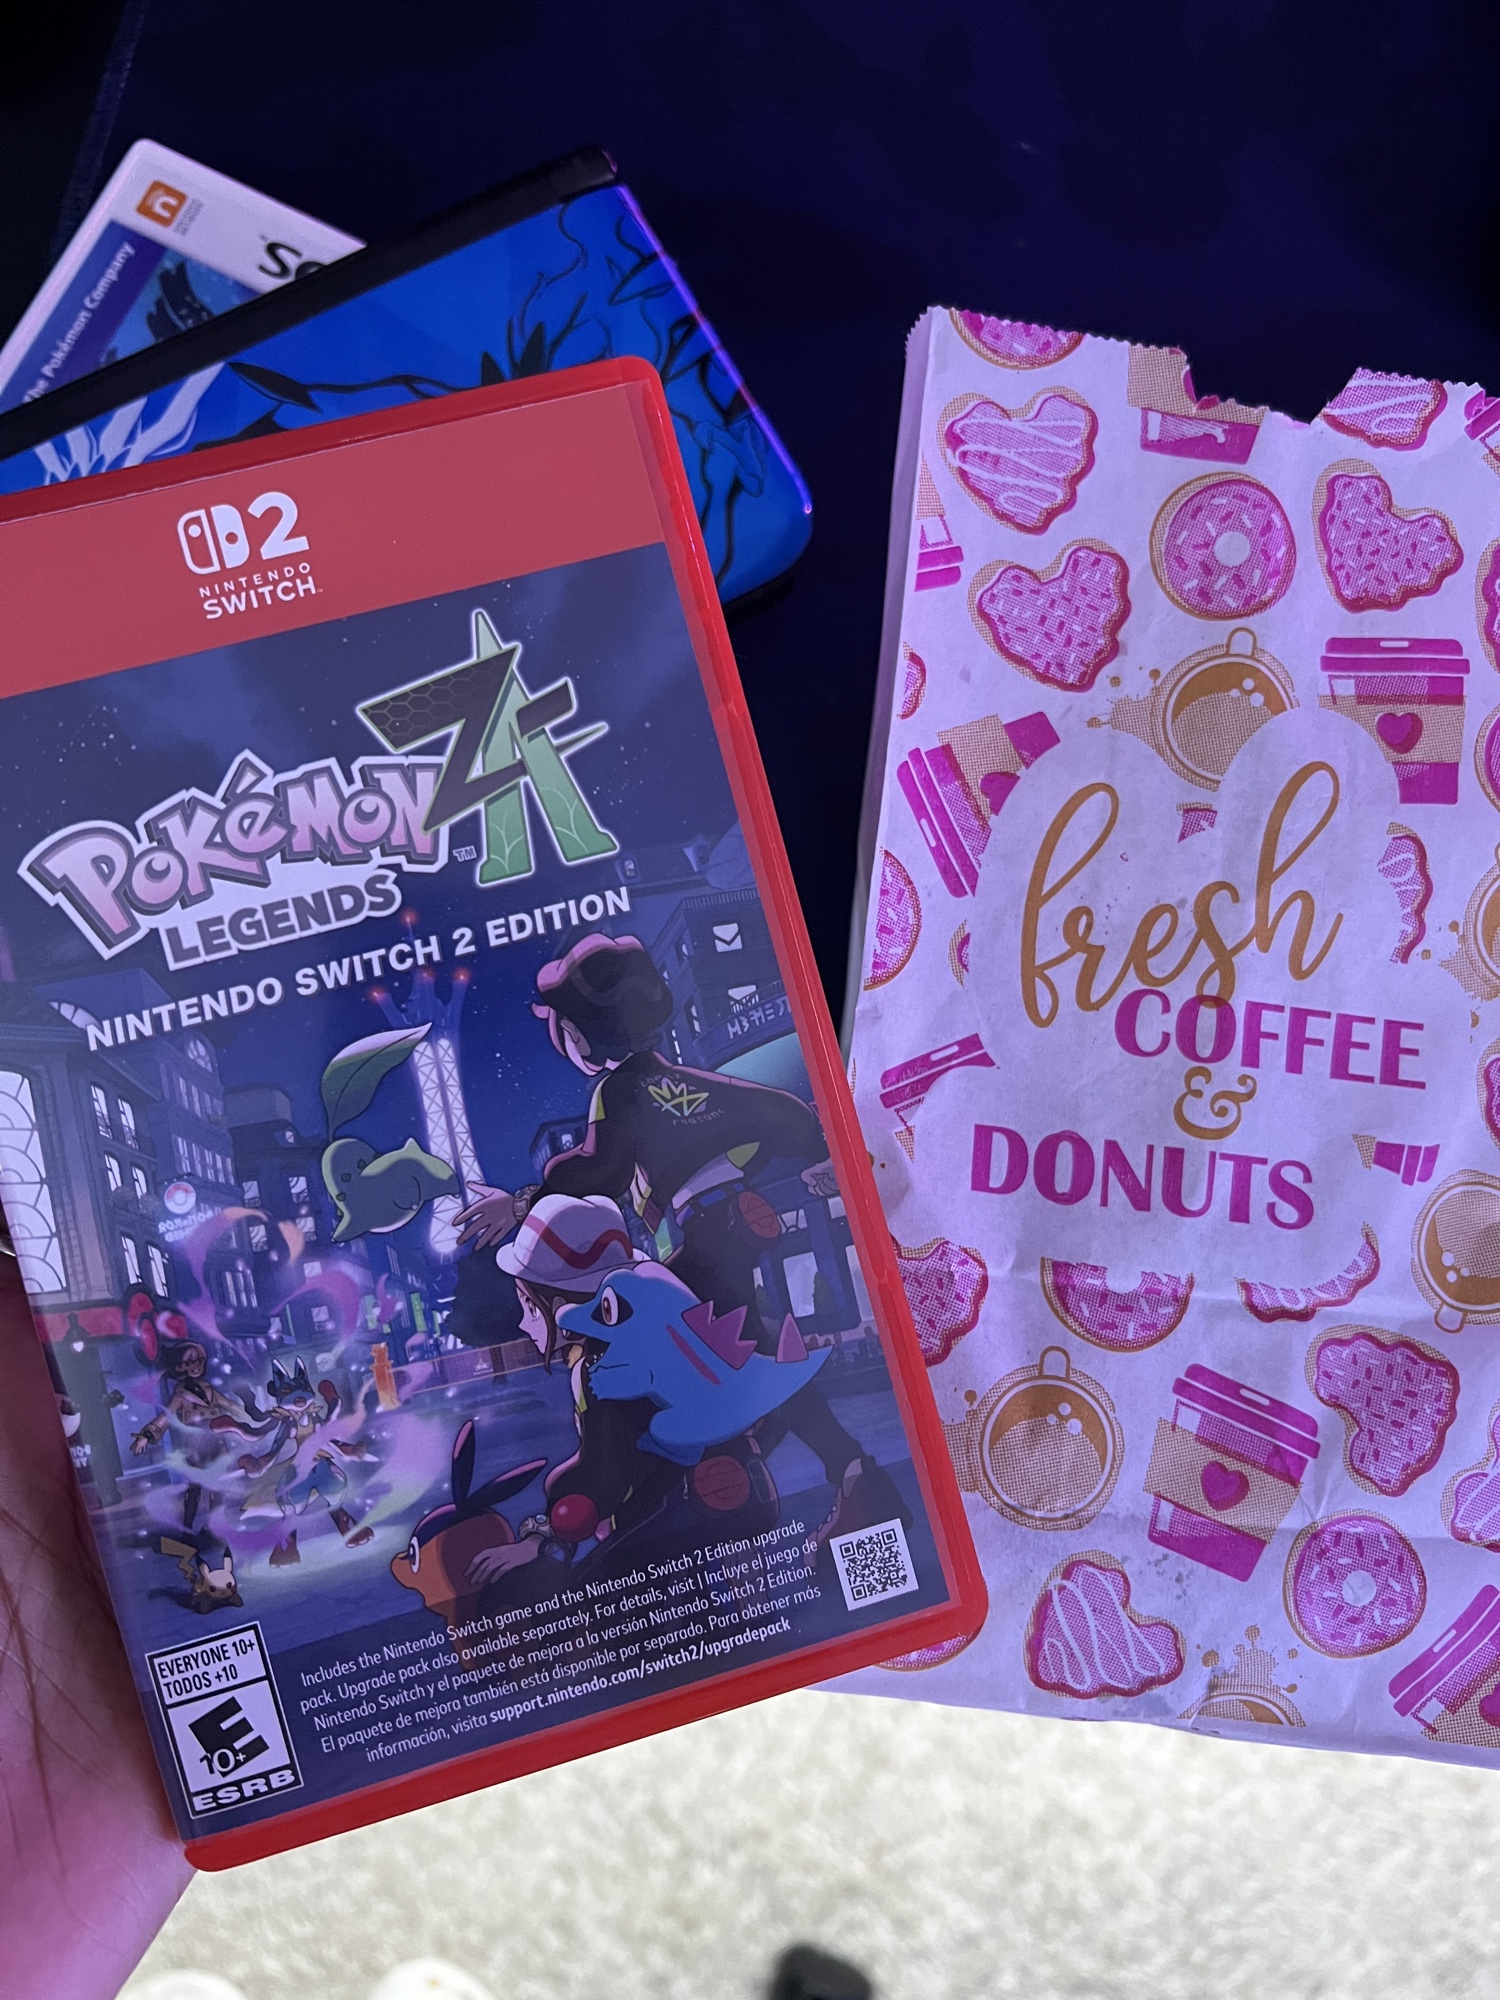 The Pokémon Company
2
NINTENDO
SWITCH™
POKéMON™
ZA
LEGENDS
NINTENDO SWITCH 2 EDITION
EVERYONE 10+
TODOS +10
E
10+
ESRB
Includes the Nintendo Switch game and the Nintendo Switch 2 Edition upgrade
pack. Upgrade pack also available separately. For details, visit | Incluye el juego de
Nintendo Switch y el paquete de mejora a la versión Nintendo Switch 2 Edition.
El paquete de mejora también está disponible por separado. Para obtener más
información, visita support.nintendo.com/switch2/upgradepack
fresh
COFFEE
&
DONUTS